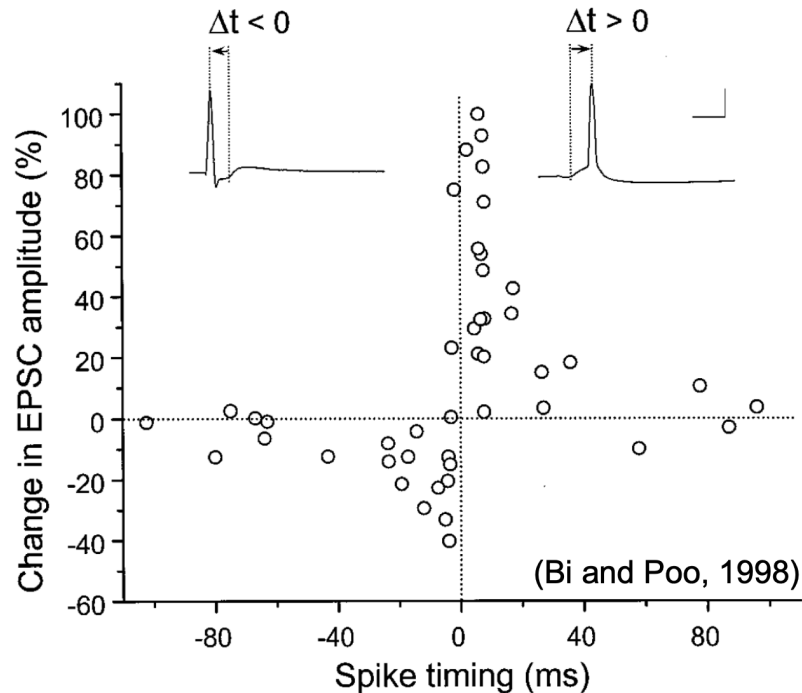 Δt < 0
Δt > 0
Change in EPSC amplitude (%)
100
80
60
40
20
0
-20
-40
-60
(Bi and Poo, 1998)
-80
-40
0
40
80
Spike timing (ms)